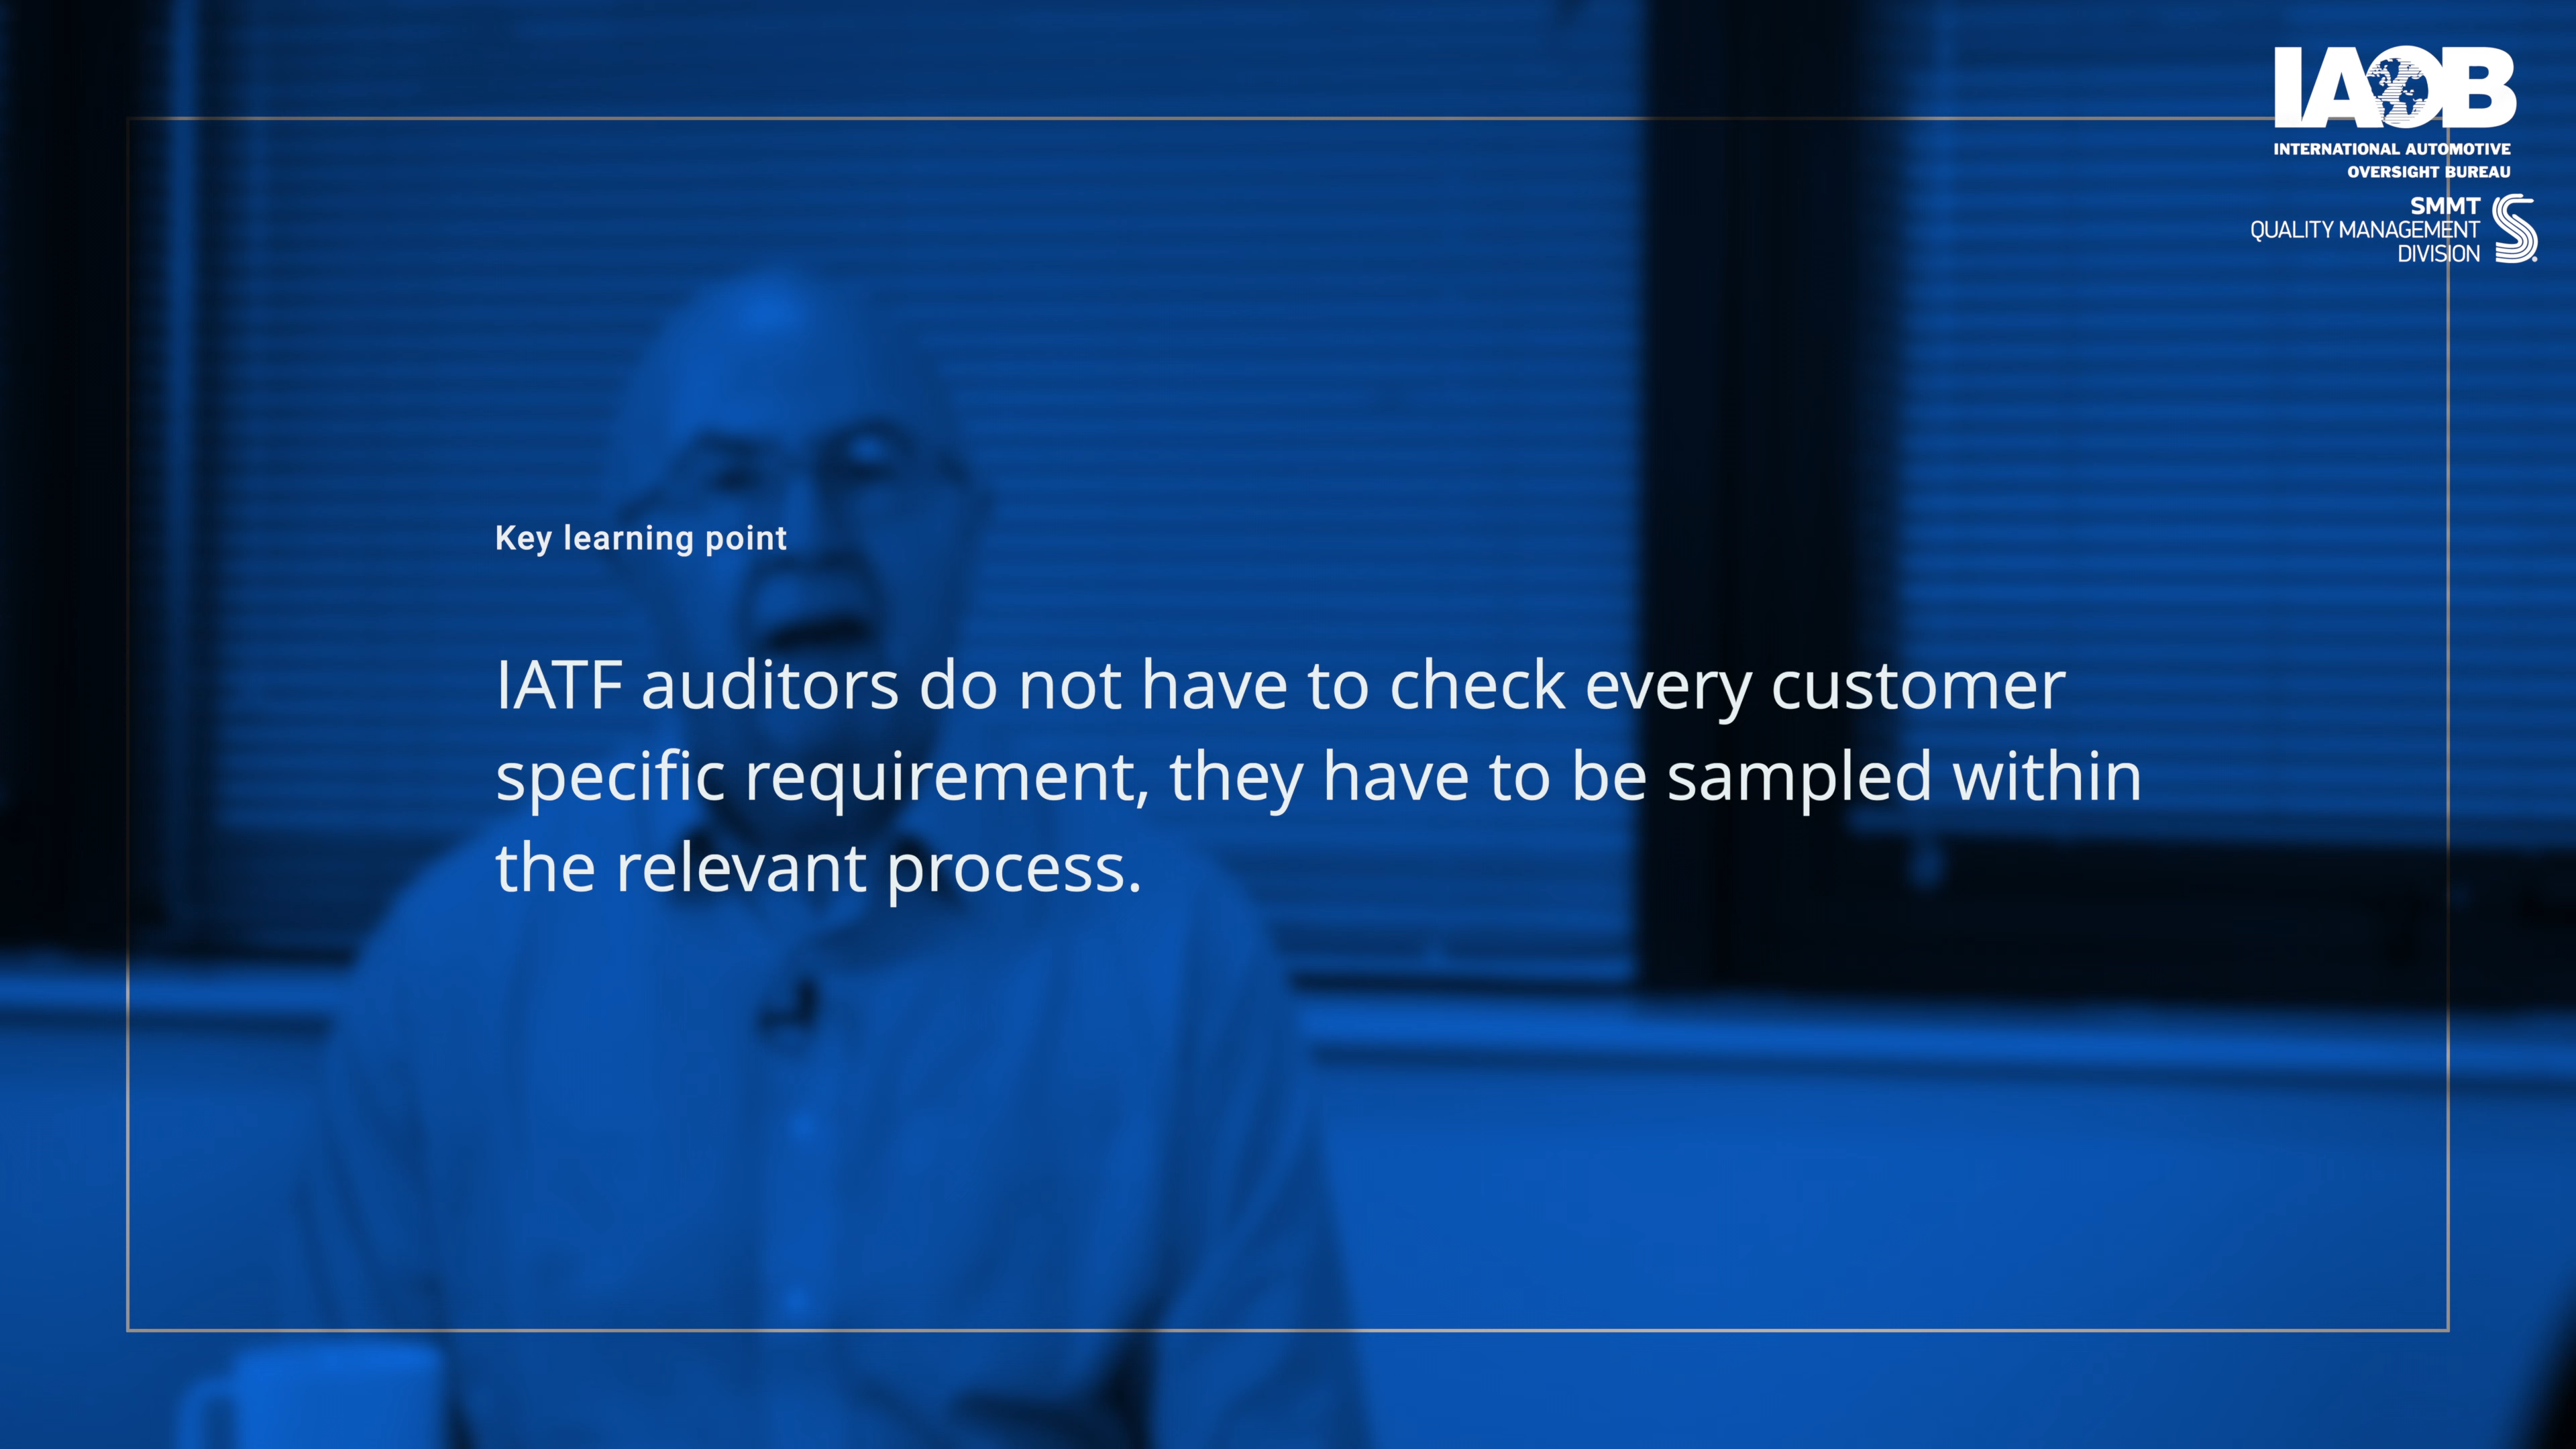 IAOB
INTERNATIONAL AUTOMOTIVE
OVERSIGHT BUREAU
SMMT
QUALITY MANAGEMENT
DIVISION
Key learning point
IATF auditors do not have to check every customer
specific requirement, they have to be sampled within
the relevant process.